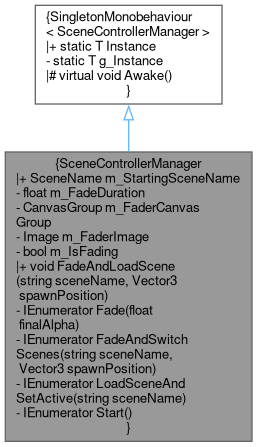 {SingletonMonobehaviour
< SceneControllerManager >
|+ static T Instance
- static T g_Instance
|# virtual void Awake()
}
{SceneControllerManager
|+ SceneName m_StartingSceneName
- float m_FadeDuration
- CanvasGroup m_FaderCanvas
Group
- Image m_FaderImage
- bool m_IsFading
|+ void FadeAndLoadScene
(string sceneName, Vector3
spawnPosition)
- IEnumerator Fade(float
finalAlpha)
- IEnumerator FadeAndSwitch
Scenes(string sceneName,
Vector3 spawnPosition)
- IEnumerator LoadSceneAnd
SetActive(string sceneName)
- IEnumerator Start()
}